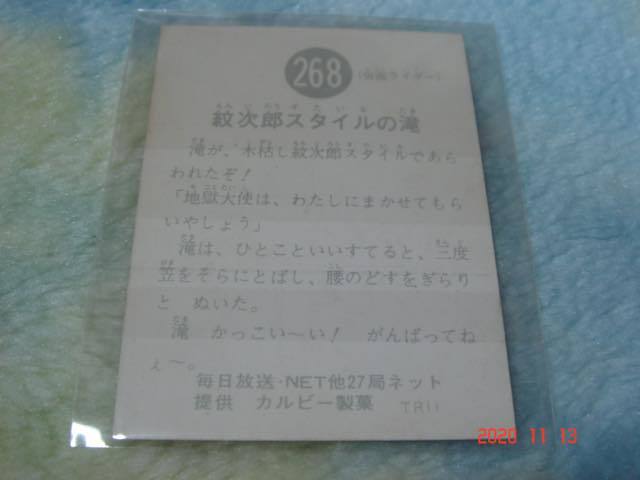 268
(仮面ライダー)
紋次郎スタイルの滝
滝が、木枯し紋次郎スタイルであら
われたぞ!
「地獄大使は、わたしにまかせてもら
いやしょう」
滝は、ひとことといいすてると、三度
笠をそらにとばし、腰のどすをぎらり
と ぬいた。
滝 かっこい〜い! がんばってね
ぇ〜。
毎日放送・NET他27局ネット
提供 カルビー製菓 TR11
2020 11 13